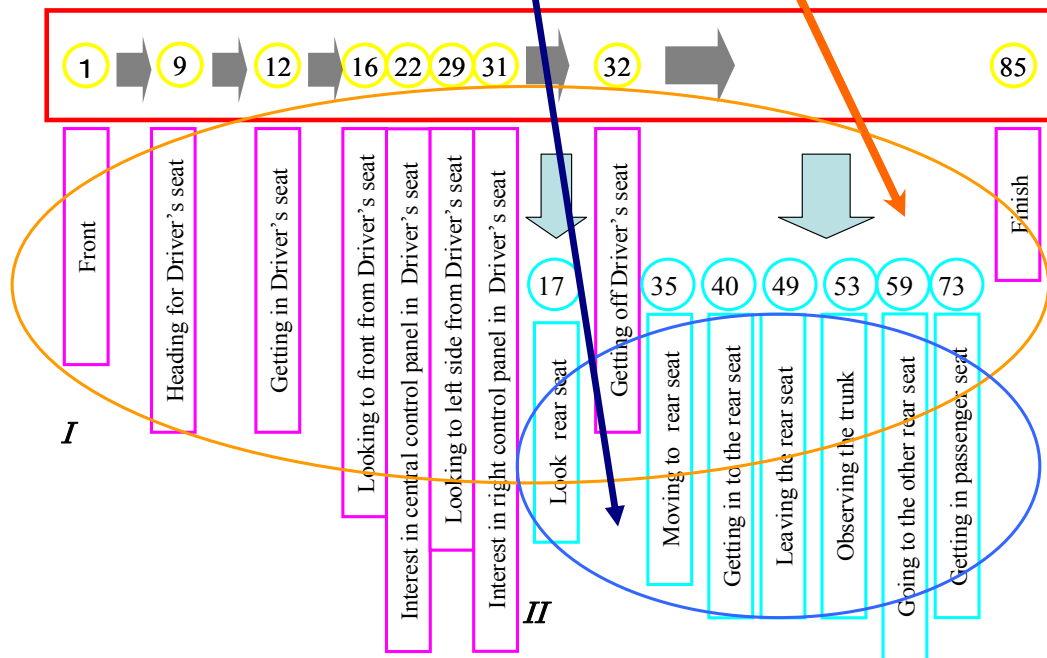 1
9
12
16
22
29
31
32
85
Front
Heading for Driver’s seat
Getting in Driver’s seat
Looking to front from Driver’s seat
Interest in central control panel in Driver’s seat
Looking to left side from Driver’s seat
Interest in right control panel in Driver’s seat
Getting off Driver’s seat
Finish
17
35
40
49
53
59
73
Look rear seat
Moving to rear seat
Getting in to the rear seat
Leaving the rear seat
Observing the trunk
Going to the other rear seat
Getting in passenger seat
I
II